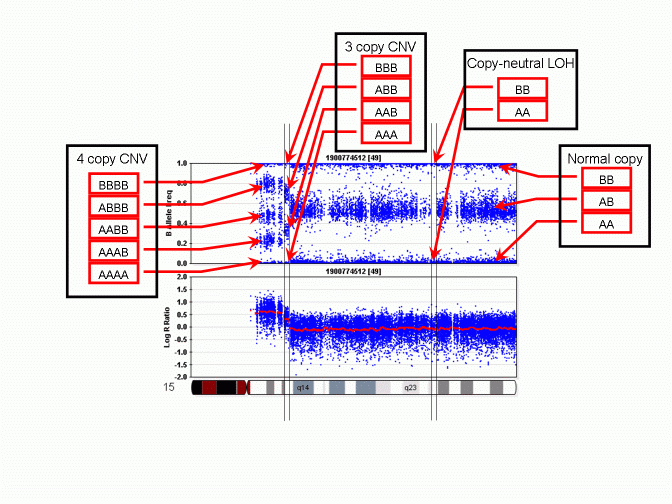 3 copy CNV
BBB
ABB
AAB
AAA
Copy-neutral LOH
BB
AA
4 copy CNV
BBBB
ABBB
AABB
AAAB
AAAA
Normal copy
BB
AB
AA
1900774512 [49]
B Allele Freq
1.0
0.8
0.6
0.4
0.2
0.0
1900774512 [49]
Log R Ratio
2.0
1.5
1.0
0.5
0.0
-0.5
-1.0
-1.5
-2.0
15
q14
q23